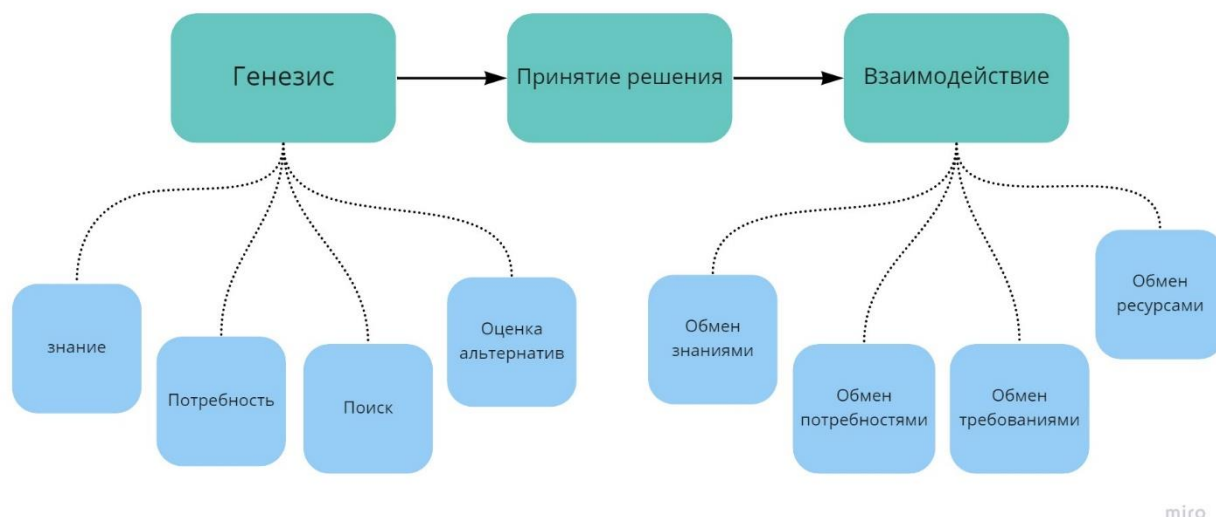 Генезис
Принятие решения
Взаимодействие
знание
Потребность
Поиск
Оценка
альтернатив
Обмен
знаниями
Обмен
потребностями
Обмен
требованиями
Обмен
ресурсами
miro